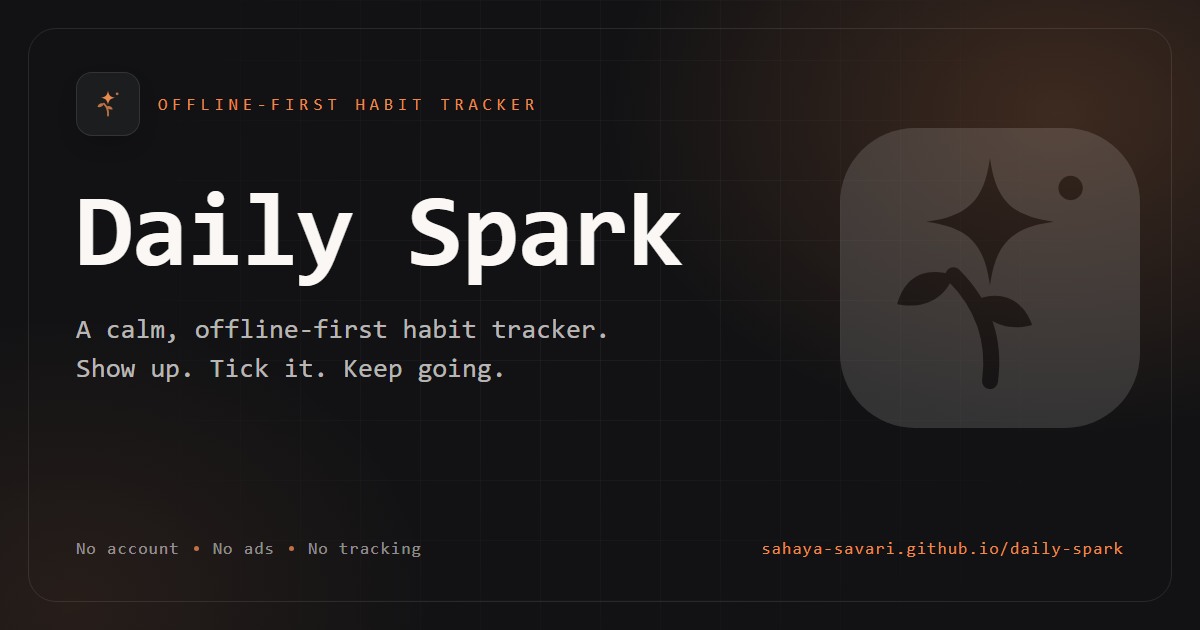 OFFLINE-FIRST HABIT TRACKER
Daily Spark
A calm, offline-first habit tracker.
Show up. Tick it. Keep going.
No account • No ads • No tracking
sahaya-savari.github.io/daily-spark